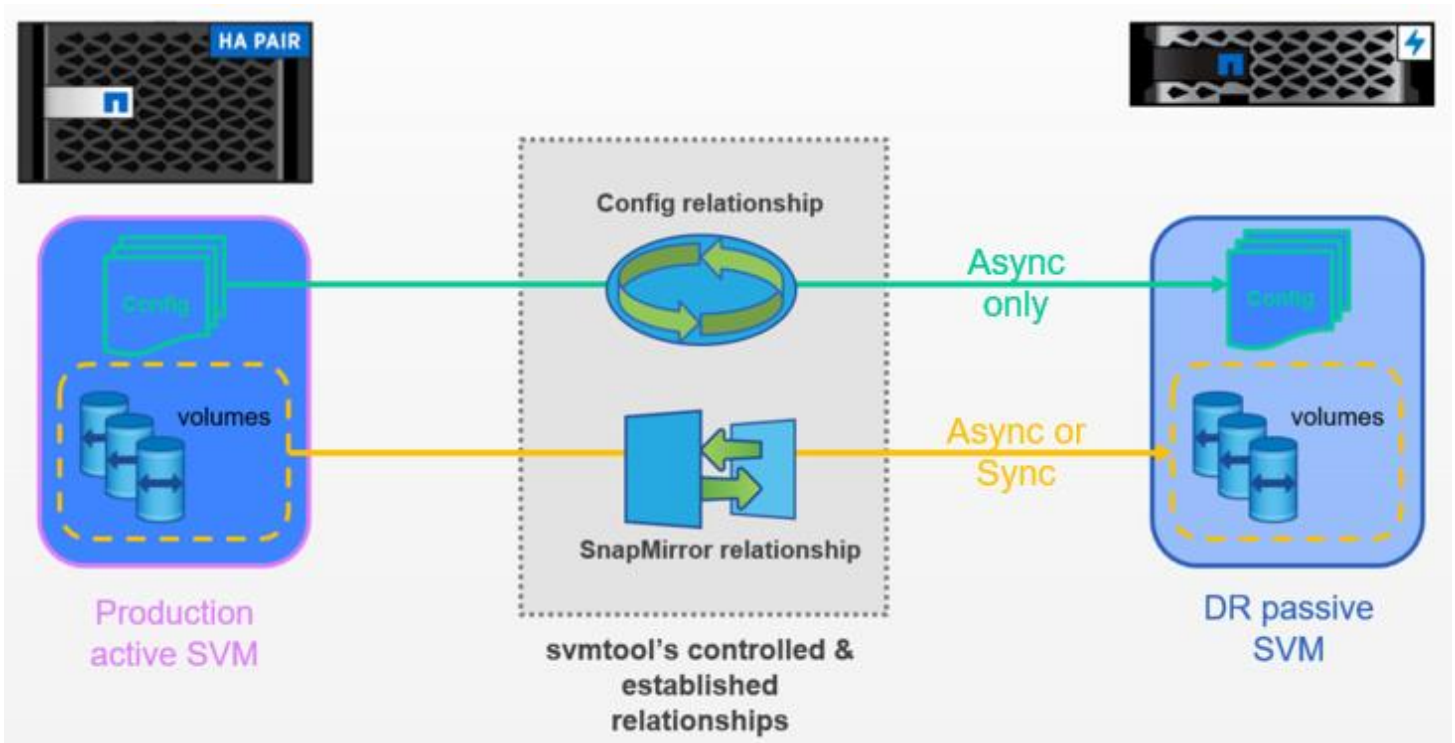 HA PAIR
Config relationship
Config
Async
only
Config
volumes
Async or
Sync
volumes
SnapMirror relationship
Production
active SVM
svmtool's controlled &
established
relationships
DR passive
SVM